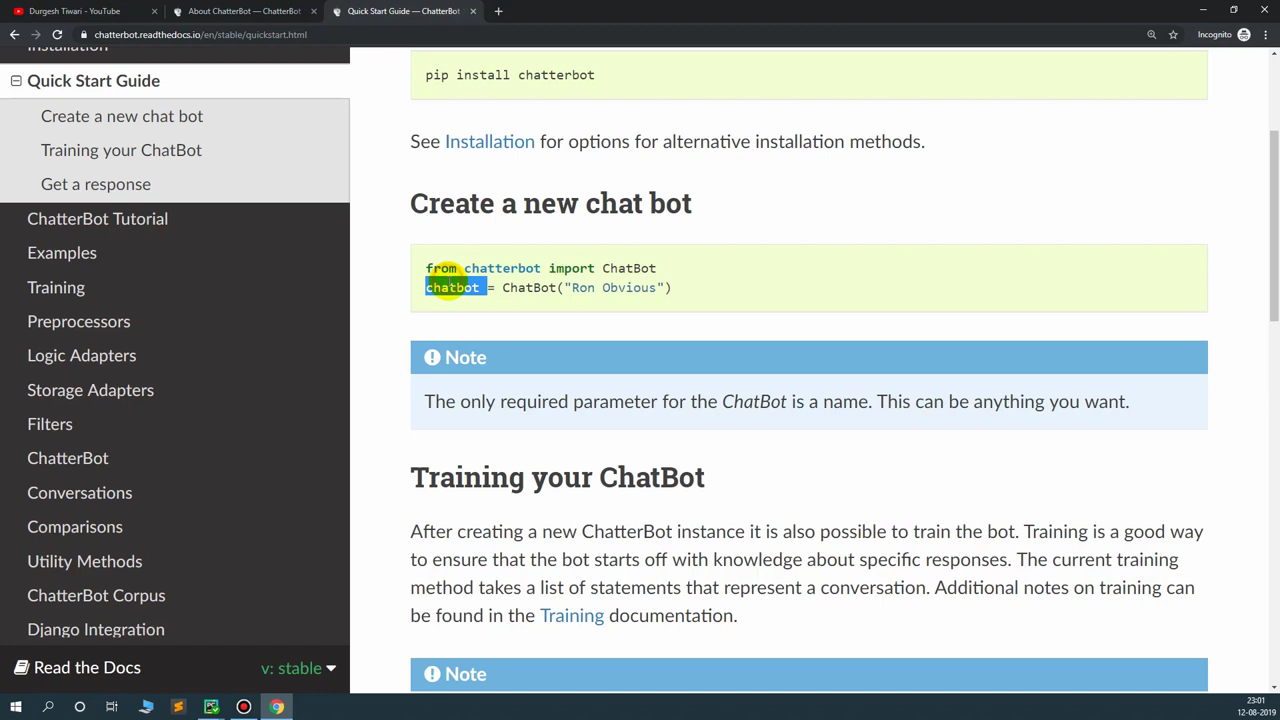 Durgesh Tiwari - YouTube
About ChatterBot — ChatterBot
Quick Start Guide — ChatterBot
chatterbot.readthedocs.io/en/stable/quickstart.html
Incognito
Installation
Quick Start Guide
Create a new chat bot
Training your ChatBot
Get a response
ChatterBot Tutorial
Examples
Training
Preprocessors
Logic Adapters
Storage Adapters
Filters
ChatterBot
Conversations
Comparisons
Utility Methods
ChatterBot Corpus
Django Integration
Read the Docs
v: stable
pip install chatterbot
See Installation for options for alternative installation methods.
Create a new chat bot
from chatterbot import ChatBot
chatbot = ChatBot("Ron Obvious")
Note
The only required parameter for the ChatBot is a name. This can be anything you want.
Training your ChatBot
After creating a new ChatterBot instance it is also possible to train the bot. Training is a good way
to ensure that the bot starts off with knowledge about specific responses. The current training
method takes a list of statements that represent a conversation. Additional notes on training can
be found in the Training documentation.
Note
23:01
12-08-2019